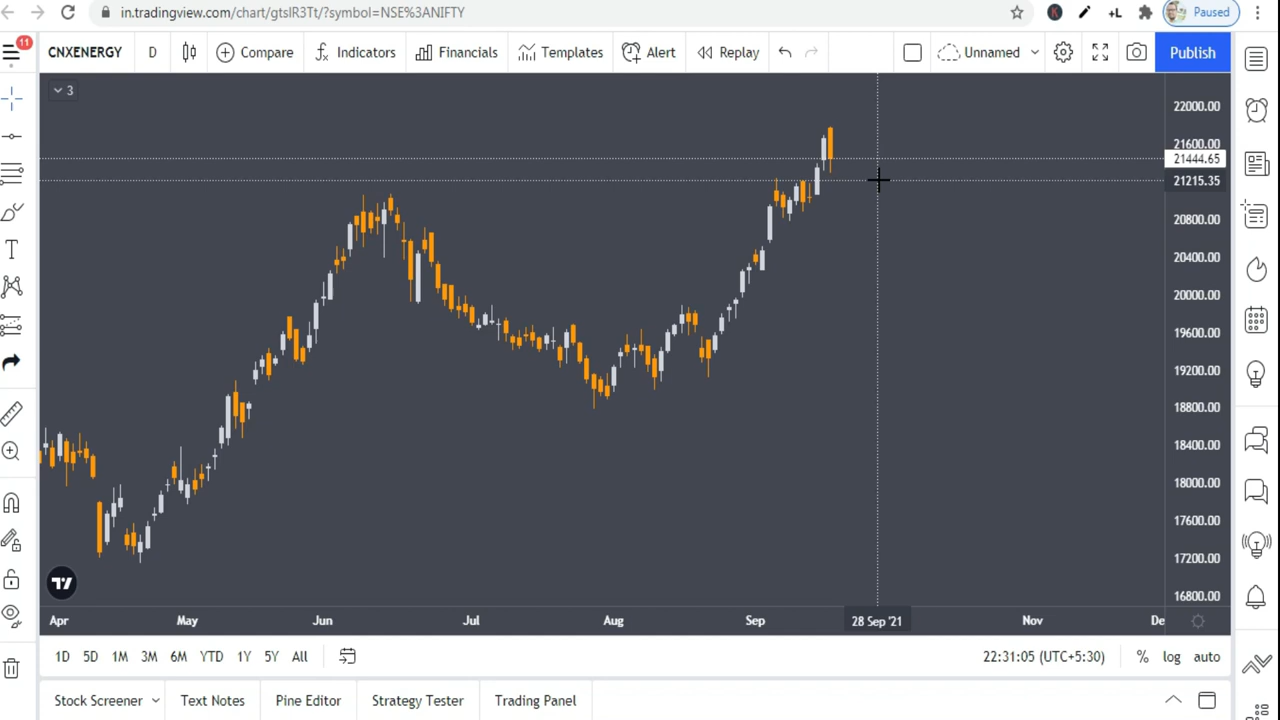 in.tradingview.com/chart/gtslR3Tt/?symbol=NSE%3ANIFTY
+L
Paused
11
CNXENERGY D Compare Indicators Financials Templates Alert Replay Unnamed Publish
3
22000.00
21600.00
21444.65
21215.35
20800.00
20400.00
20000.00
19600.00
19200.00
18800.00
18400.00
18000.00
17600.00
17200.00
16800.00
Apr May Jun Jul Aug Sep 28 Sep '21 Nov De
1D 5D 1M 3M 6M YTD 1Y 5Y All 22:31:05 (UTC+5:30) % log auto
Stock Screener Text Notes Pine Editor Strategy Tester Trading Panel